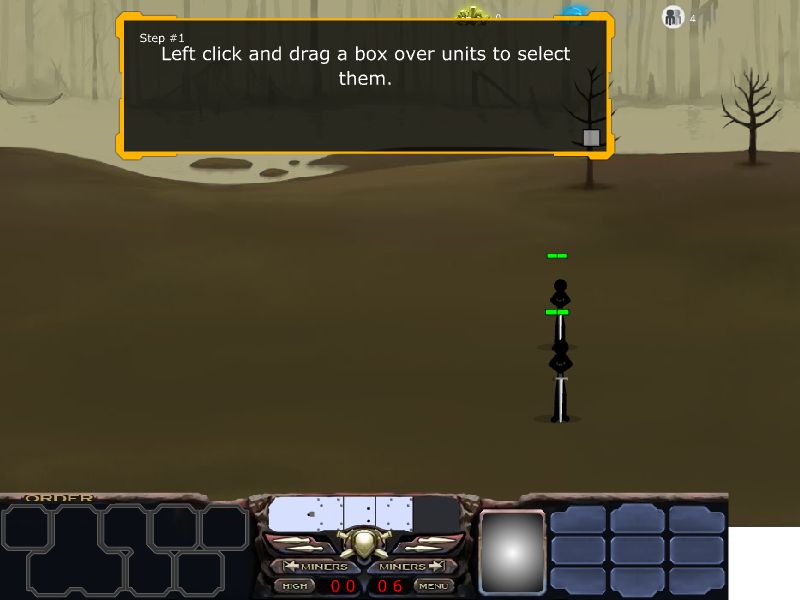 0
4
Step #1
Left click and drag a box over units to select
them.
ORDER
MINERS MINERS
HIGH 00 06 MENU